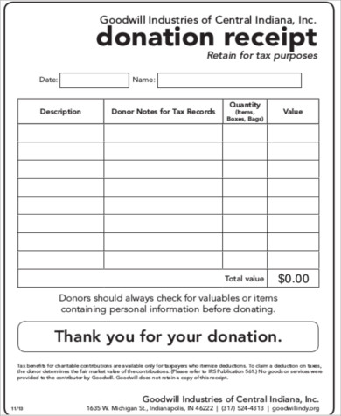 Goodwill Industries of Central Indiana, Inc.
donation receipt
Retain for tax purposes
Date: Name:
Description Donor Notes for Tax Records Quantity (Items, Boxes, Bags) Value
Total value $0.00
Donors should always check for valuables or items
containing personal information before donating.
Thank you for your donation.
Tax benefits for charitable contributions are available only for taxpayers who itemize deductions. To claim a deduction on taxes,
the donor determines the fair market value of the contributions. (Please refer to IRS Publication 561.) No goods or services were
provided to the contributor by Goodwill. Goodwill does not retain a copy of this receipt.
Goodwill Industries of Central Indiana, Inc.
11/10 1635 W. Michigan St., Indianapolis, IN 46222 | (317) 524-4313 | goodwillindy.org